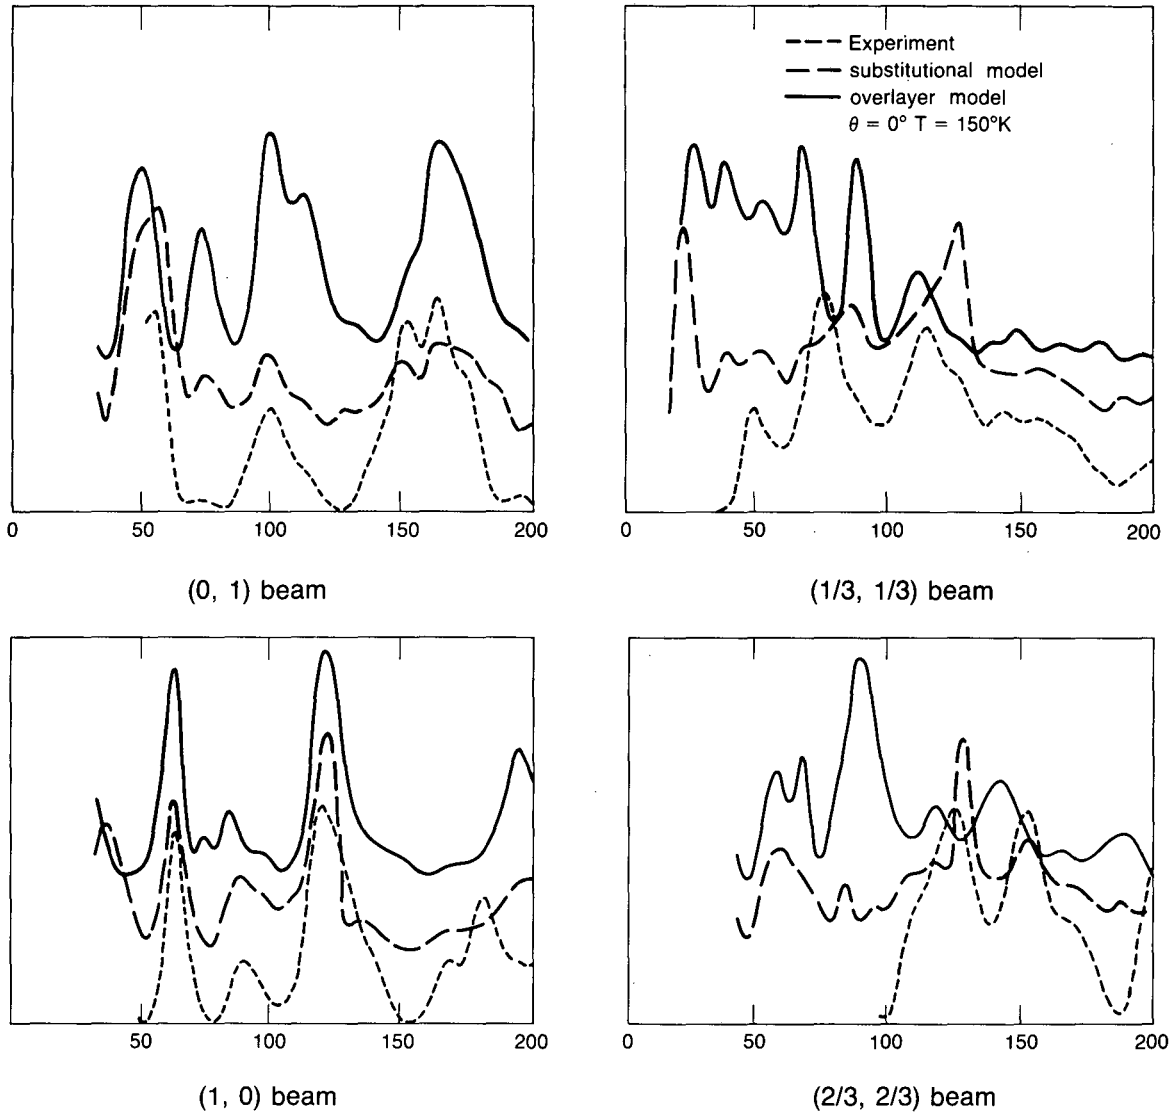 Experiment
substitutional model
overlayer model
θ = 0° T = 150°K
0 50 100 150 200
0 50 100 150 200
(0, 1) beam
(1/3, 1/3) beam
50 100 150 200
0 50 100 150 200
(1, 0) beam
(2/3, 2/3) beam